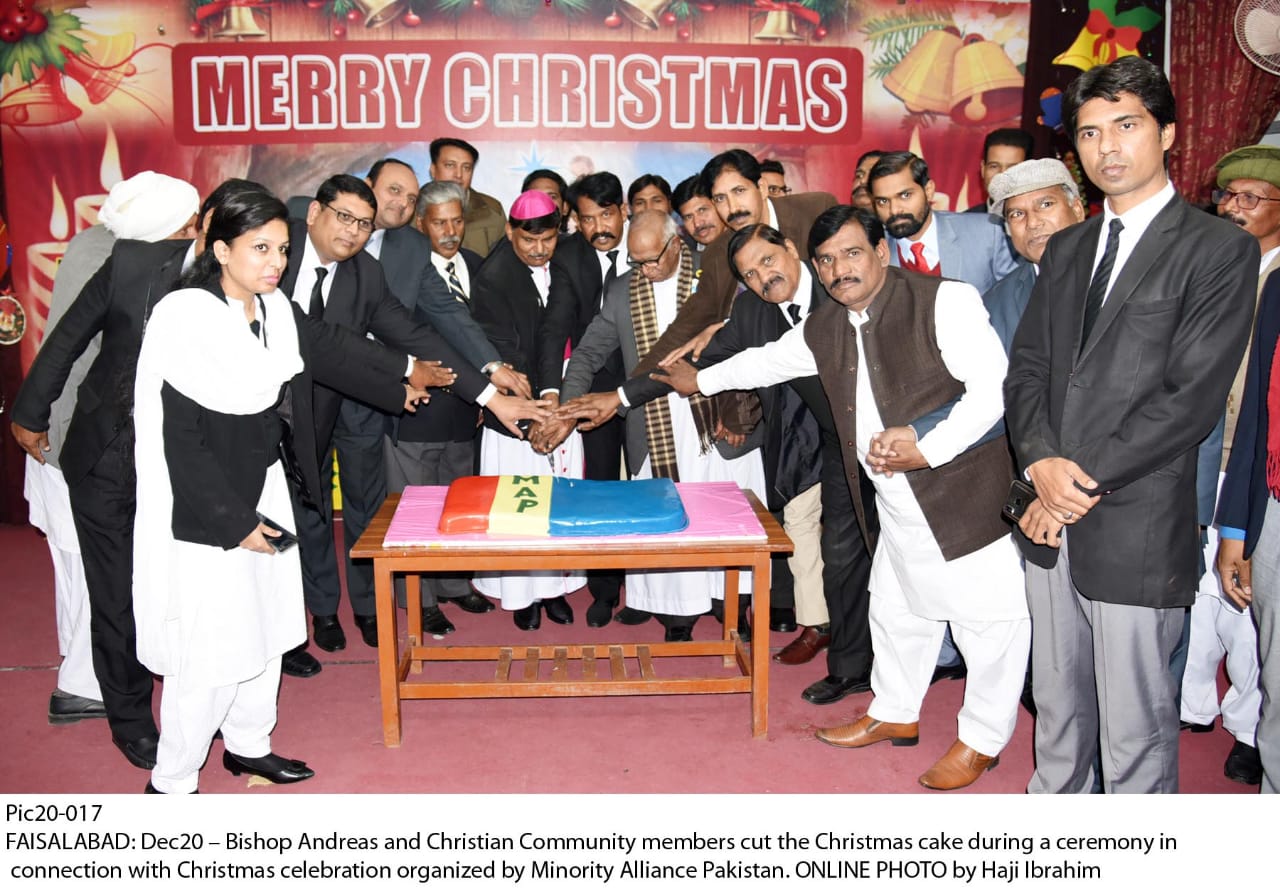 MERRY CHRISTMAS
MAP
Pic20-017
FAISALABAD: Dec20 – Bishop Andreas and Christian Community members cut the Christmas cake during a ceremony in
connection with Christmas celebration organized by Minority Alliance Pakistan. ONLINE PHOTO by Haji Ibrahim